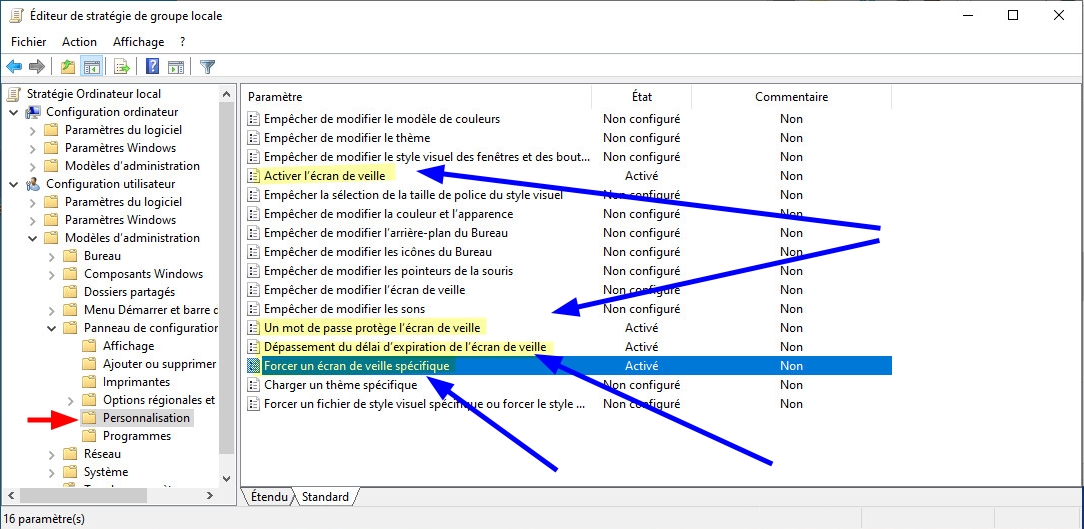 Éditeur de stratégie de groupe locale
Fichier Action Affichage ?
Stratégie Ordinateur local
Configuration ordinateur
Paramètres du logiciel
Paramètres Windows
Modèles d'administration
Configuration utilisateur
Paramètres du logiciel
Paramètres Windows
Modèles d'administration
Bureau
Composants Windows
Dossiers partagés
Menu Démarrer et barre d
Panneau de configuration
Affichage
Ajouter ou supprimer
Imprimantes
Options régionales et
Personnalisation
Programmes
Réseau
Système
Paramètre État Commentaire
Empêcher de modifier le modèle de couleurs Non configuré Non
Empêcher de modifier le thème Non configuré Non
Empêcher de modifier le style visuel des fenêtres et des bout... Non configuré Non
Activer l'écran de veille Activé Non
Empêcher la sélection de la taille de police du style visuel Non configuré Non
Empêcher de modifier la couleur et l'apparence Non configuré Non
Empêcher de modifier l'arrière-plan du Bureau Non configuré Non
Empêcher de modifier les icônes du Bureau Non configuré Non
Empêcher de modifier les pointeurs de la souris Non configuré Non
Empêcher de modifier l'écran de veille Non configuré Non
Empêcher de modifier les sons Non configuré Non
Un mot de passe protège l'écran de veille Activé Non
Dépassement du délai d'expiration de l'écran de veille Activé Non
Forcer un écran de veille spécifique Activé Non
Charger un thème spécifique Non configuré Non
Forcer un fichier de style visuel spécifique ou forcer le style ... Non configuré Non
Étendu Standard
16 paramètre(s)